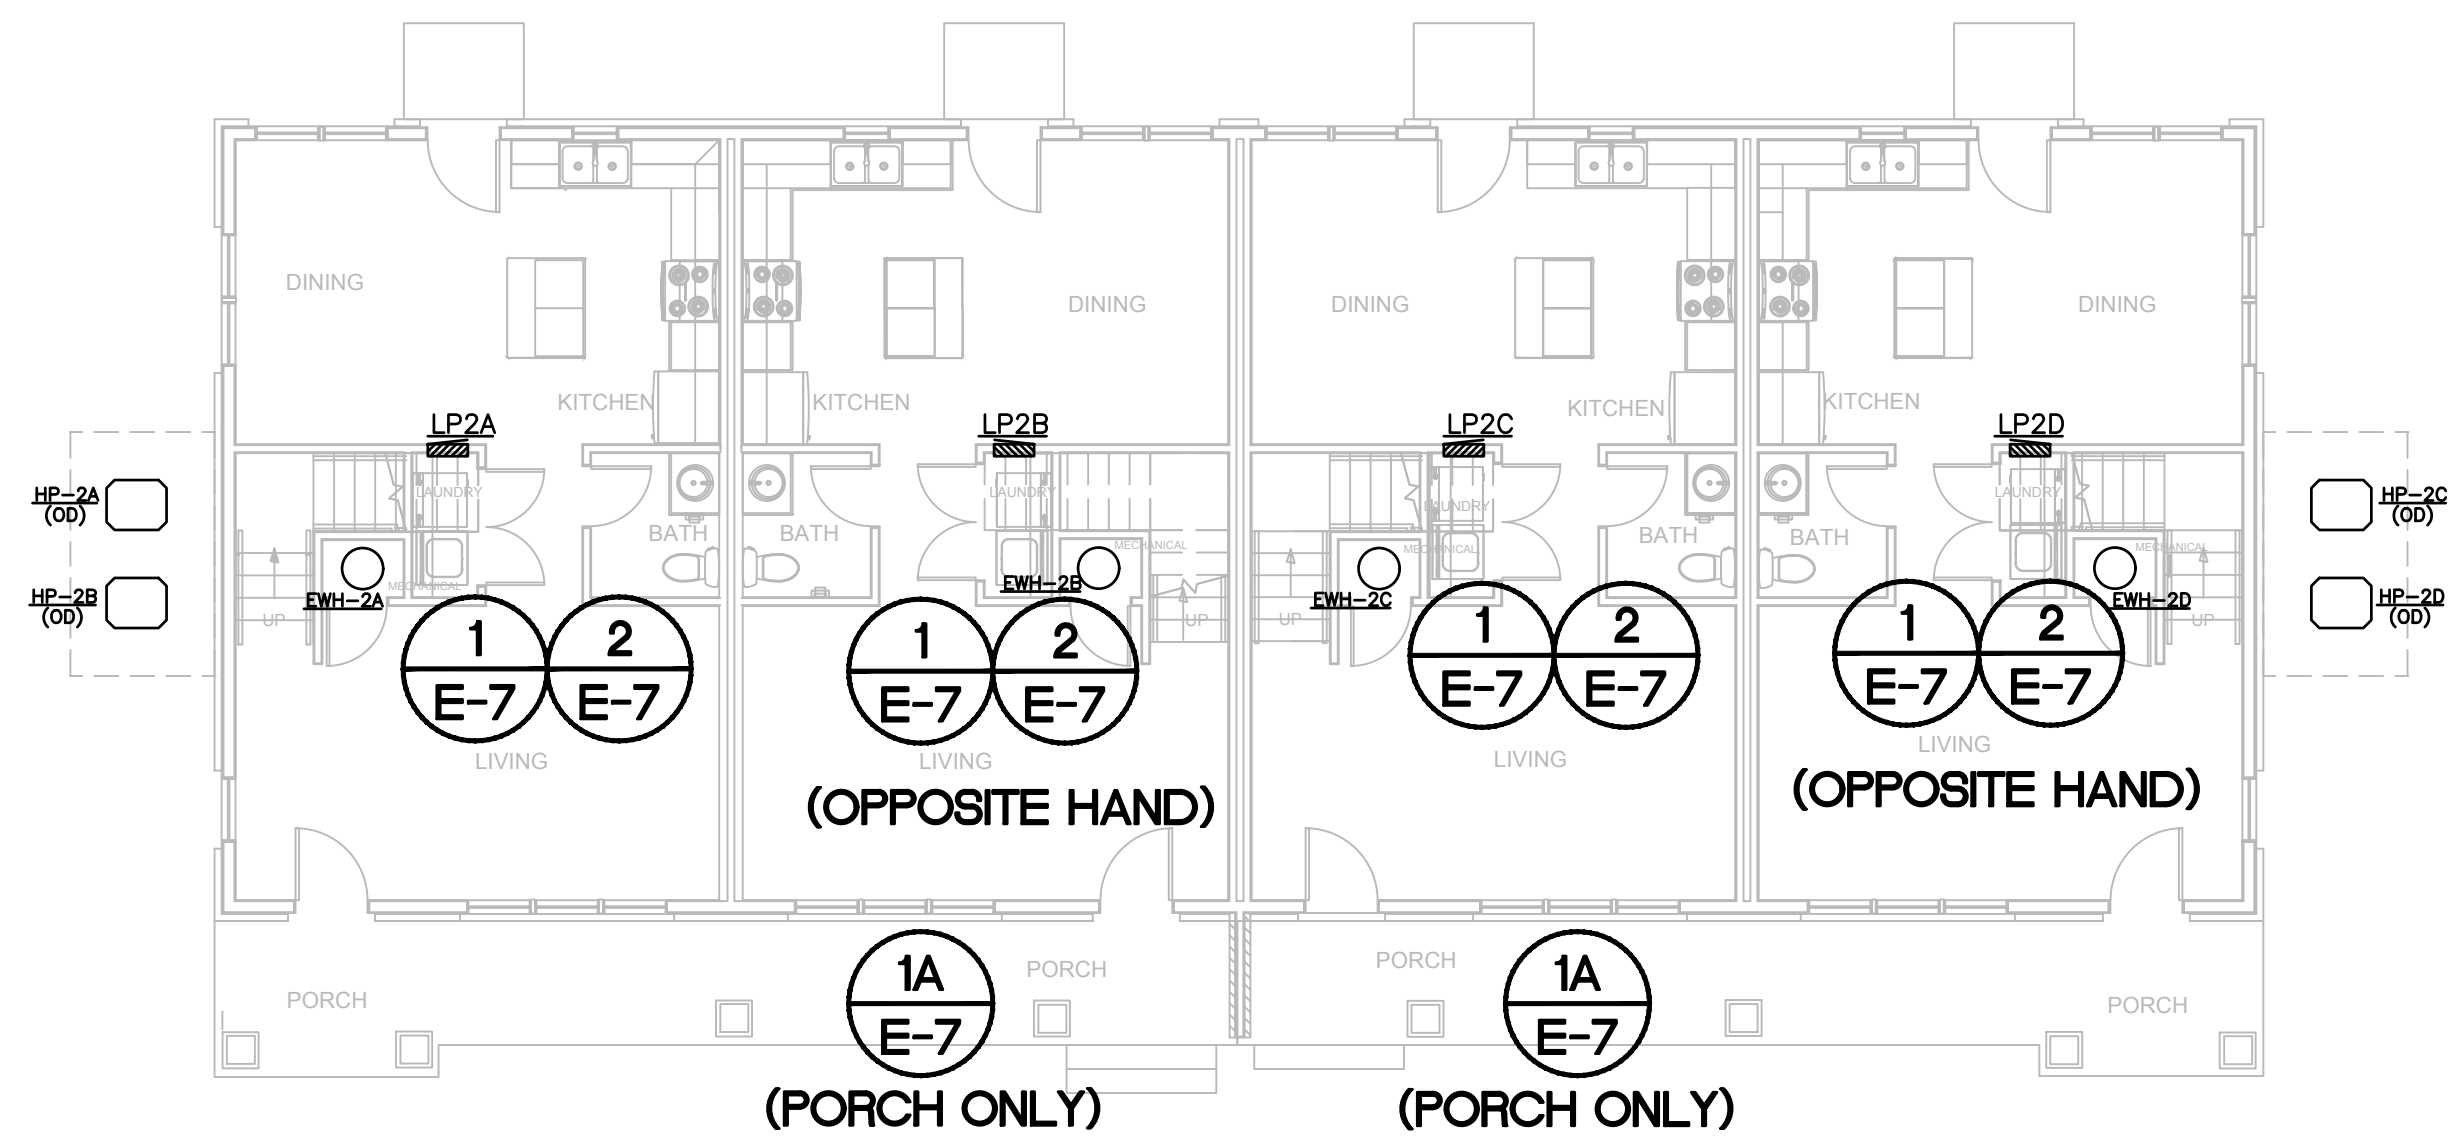 DINING
DINING
DINING
DINING
KITCHEN
KITCHEN
KITCHEN
KITCHEN
LP2A
LP2B
LP2C
LP2D
HP-2A
(OD)
LAUNDRY
LAUNDRY
LAUNDRY
LAUNDRY
HP-2C
(OD)
BATH
BATH
BATH
BATH
MECHANICAL
MECHANICAL
MECHANICAL
MECHANICAL
HP-2B
(OD)
EWH-2A
EWH-2B
EWH-2C
EWH-2D
HP-2D
(OD)
UP
UP
UP
UP
1
E-7
2
E-7
1
E-7
2
E-7
1
E-7
2
E-7
1
E-7
2
E-7
LIVING
LIVING
LIVING
LIVING
(OPPOSITE HAND)
(OPPOSITE HAND)
PORCH
1A
E-7
PORCH
PORCH
1A
E-7
PORCH
(PORCH ONLY)
(PORCH ONLY)